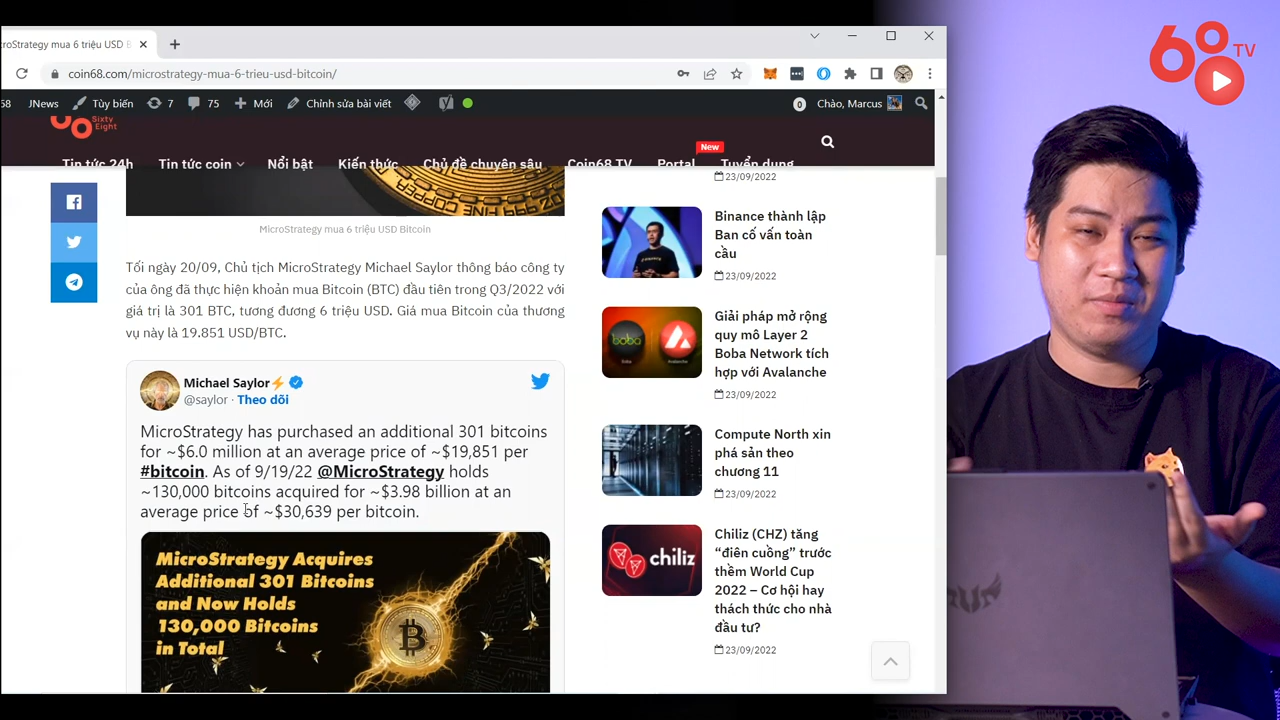 roStrategy mua 6 triệu USD B
coin68.com/microstrategy-mua-6-trieu-usd-bitcoin/
68
JNews
Tùy biến
7
75
Mới
Chỉnh sửa bài viết
0
Chào, Marcus
Sixty
Eight
Tin tức 24h
Tin tức coin
Nổi bật
Kiến thức
Chủ đề chuyên sâu
Coin68 TV
Portal
New
Tuyển dụng
MicroStrategy mua 6 triệu USD Bitcoin
Tối ngày 20/09, Chủ tịch MicroStrategy Michael Saylor thông báo công ty
của ông đã thực hiện khoản mua Bitcoin (BTC) đầu tiên trong Q3/2022 với
giá trị là 301 BTC, tương đương 6 triệu USD. Giá mua Bitcoin của thương
vụ này là 19.851 USD/BTC.
Michael Saylor⚡
@saylor · Theo dõi
MicroStrategy has purchased an additional 301 bitcoins
for ~$6.0 million at an average price of ~$19,851 per
#bitcoin. As of 9/19/22 @MicroStrategy holds
~130,000 bitcoins acquired for ~$3.98 billion at an
average price of ~$30,639 per bitcoin.
MicroStrategy Acquires
Additional 301 Bitcoins
and Now Holds
130,000 Bitcoins
in Total
23/09/2022
Binance thành lập
Ban cố vấn toàn
cầu
23/09/2022
boba
Boba
Avalanche
Giải pháp mở rộng
quy mô Layer 2
Boba Network tích
hợp với Avalanche
23/09/2022
Compute North xin
phá sản theo
chương 11
23/09/2022
chiliz
Chiliz (CHZ) tăng
“điên cuồng” trước
thềm World Cup
2022 – Cơ hội hay
thách thức cho nhà
đầu tư?
23/09/2022
68
TV